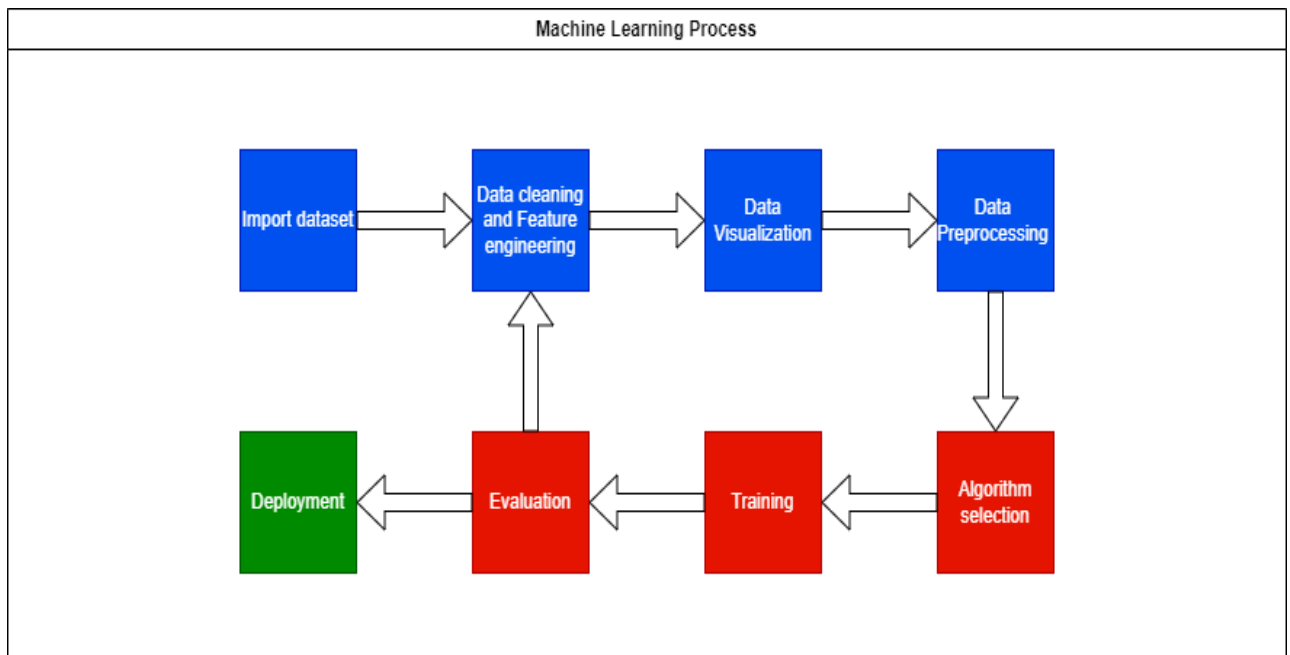 Machine Learning Process
Import dataset
Data cleaning
and Feature
engineering
Data
Visualization
Data
Preprocessing
Deployment
Evaluation
Training
Algorithm
selection